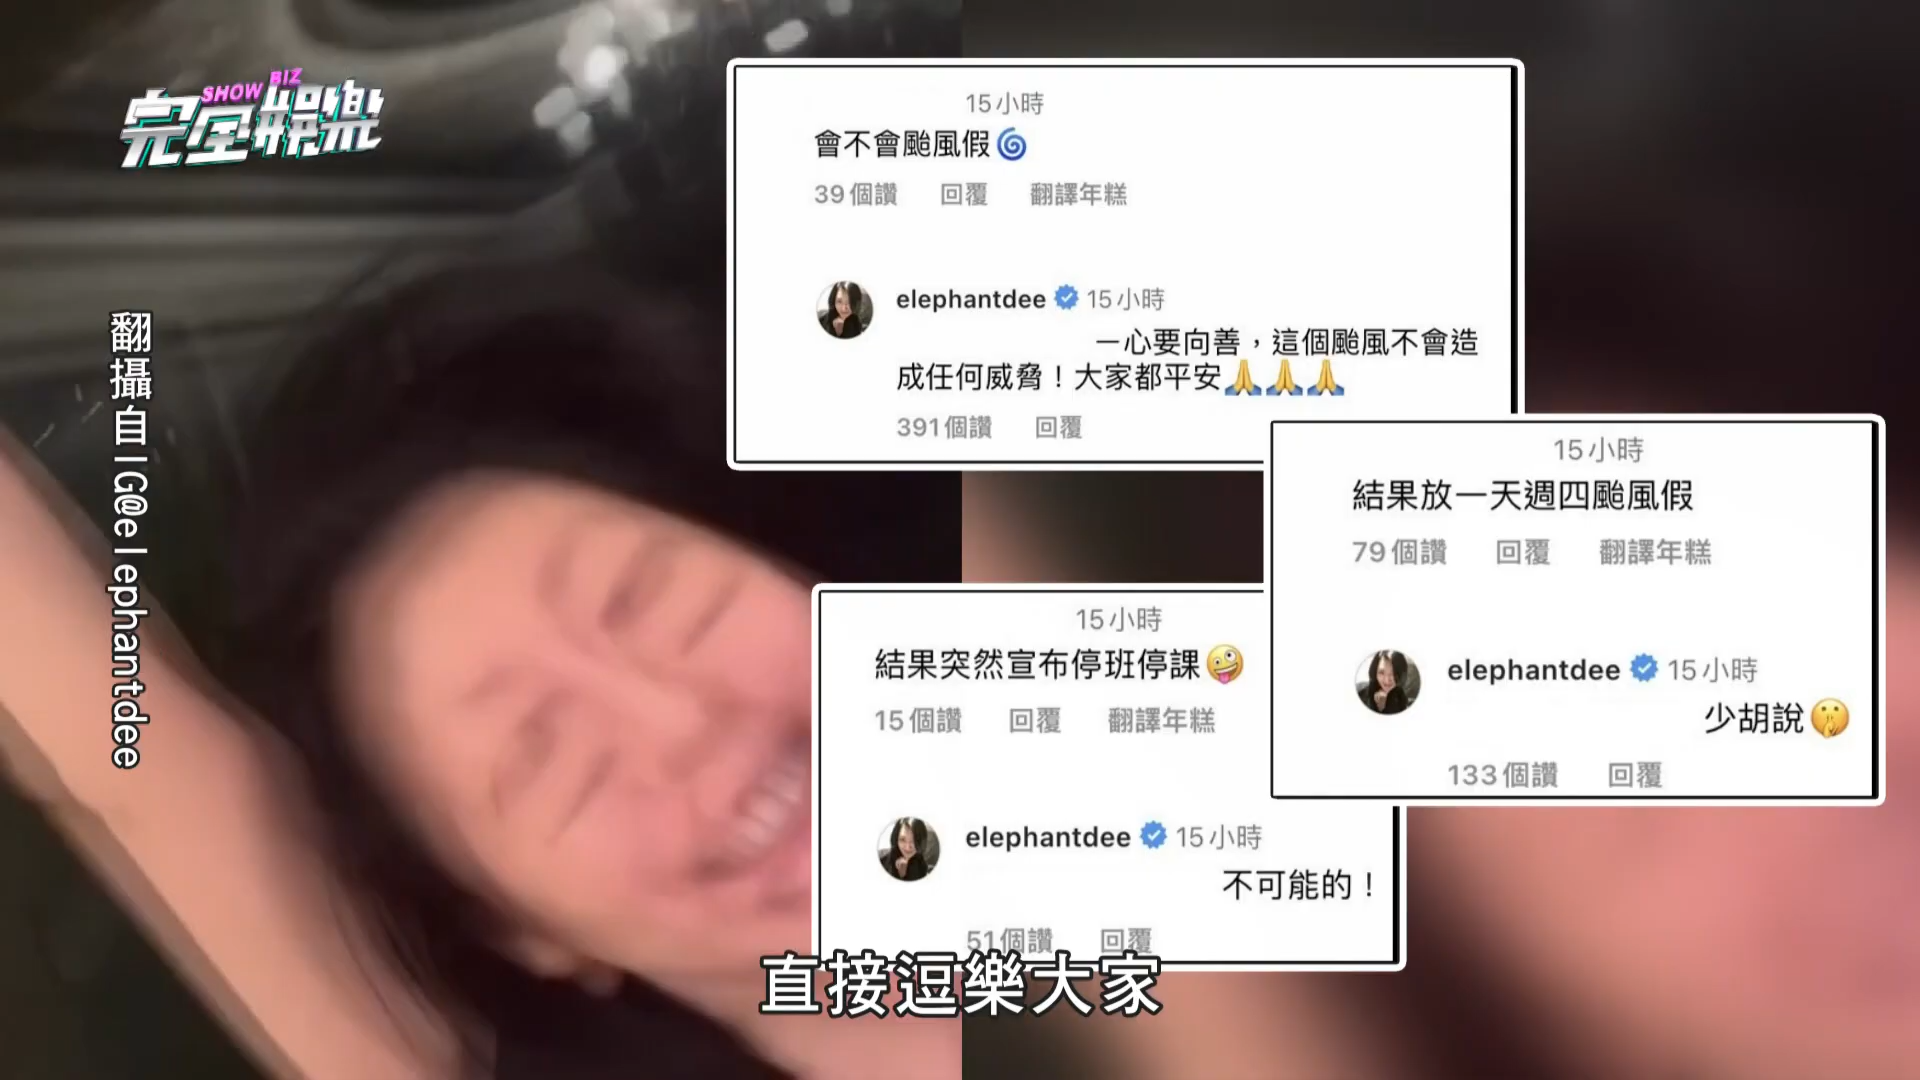 SHOW BIZ
完全娛樂
翻攝自IG@elephantdee
15小時
會不會颱風假🌀
39個讚 回覆 翻譯年糕
elephantdee 15小時
一心要向善，這個颱風不會造
成任何威脅！大家都平安🙏🙏🙏
391個讚 回覆
15小時
結果放一天週四颱風假
79個讚 回覆 翻譯年糕
elephantdee 15小時
少胡說🤫
133個讚 回覆
15小時
結果突然宣布停班停課🤪
15個讚 回覆 翻譯年糕
elephantdee 15小時
不可能的！
51個讚 回覆
直接逗樂大家